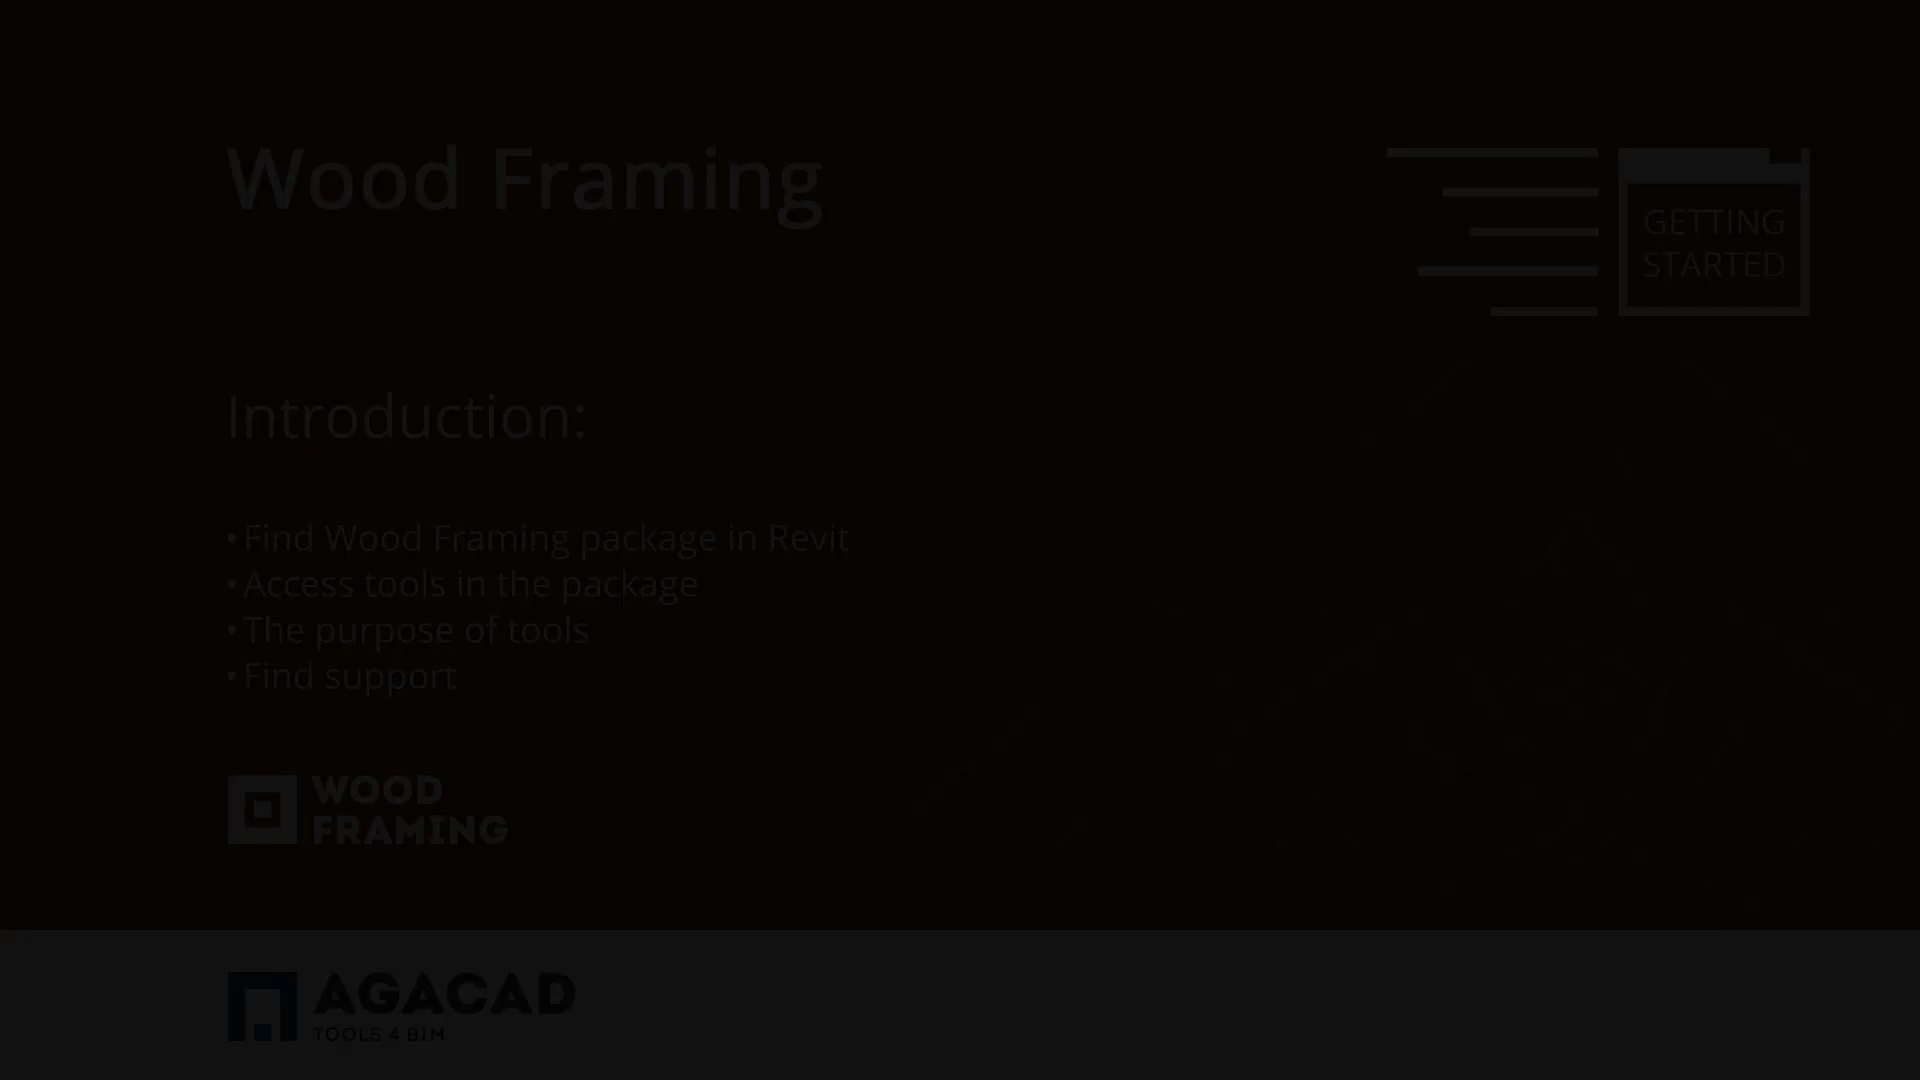 Wood Framing
GETTING
STARTED
Introduction:
• Find Wood Framing package in Revit
• Access tools in the package
• The purpose of tools
• Find support
WOOD
FRAMING
AGACAD
TOOLS 4 BIM